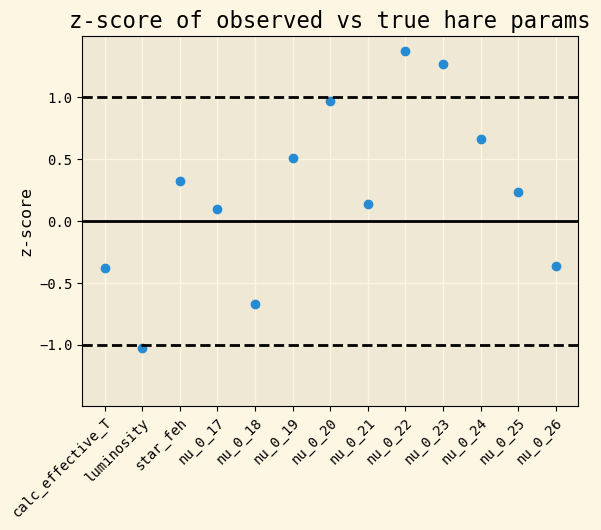 z-score of observed vs true hare params
z-score
1.0
0.5
0.0
−0.5
−1.0
calc_effective_T
luminosity
star_feh
nu_0_17
nu_0_18
nu_0_19
nu_0_20
nu_0_21
nu_0_22
nu_0_23
nu_0_24
nu_0_25
nu_0_26